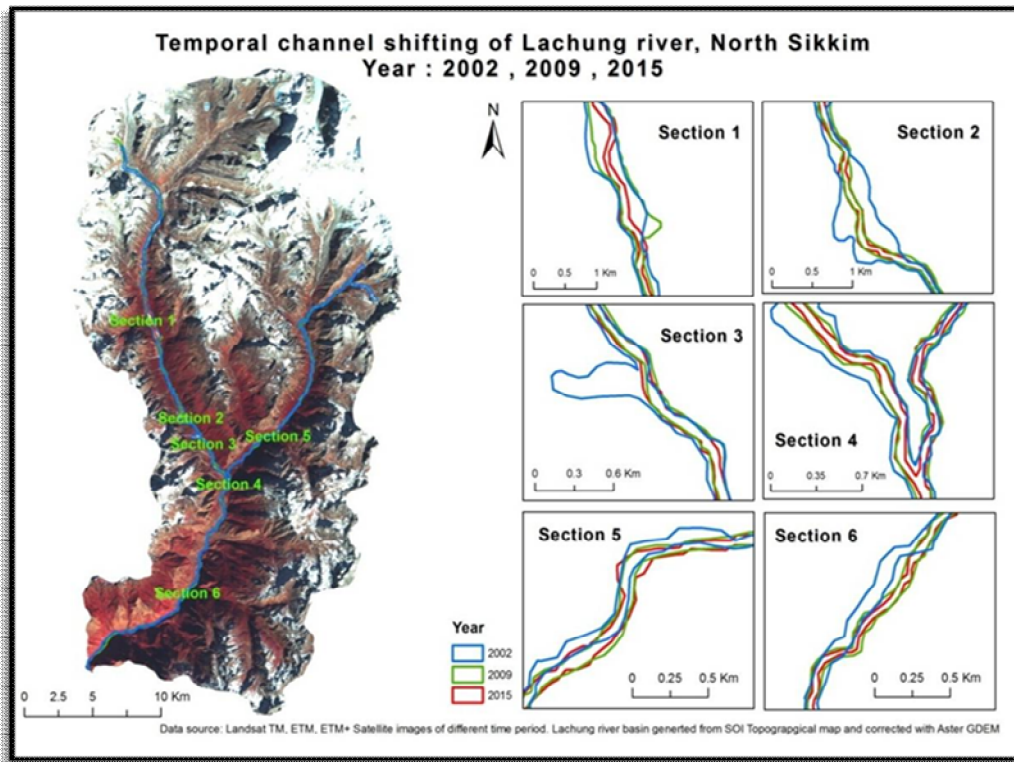 Temporal channel shifting of Lachung river, North Sikkim
Year : 2002 , 2009 , 2015
N
Section 1
Section 2
Section 3
Section 5
Section 4
Section 6
0 2.5 5 10 Km
Section 1
0 0.5 1 Km
Section 2
0 0.5 1 Km
Section 3
0 0.3 0.6 Km
Section 4
0 0.35 0.7 Km
Section 5
0 0.25 0.5 Km
Section 6
0 0.25 0.5 Km
Year
2002
2009
2015
Data source: Landsat TM, ETM, ETM+ Satellite images of different time period. Lachung river basin generted from SOI Topograpgical map and corrected with Aster GDEM